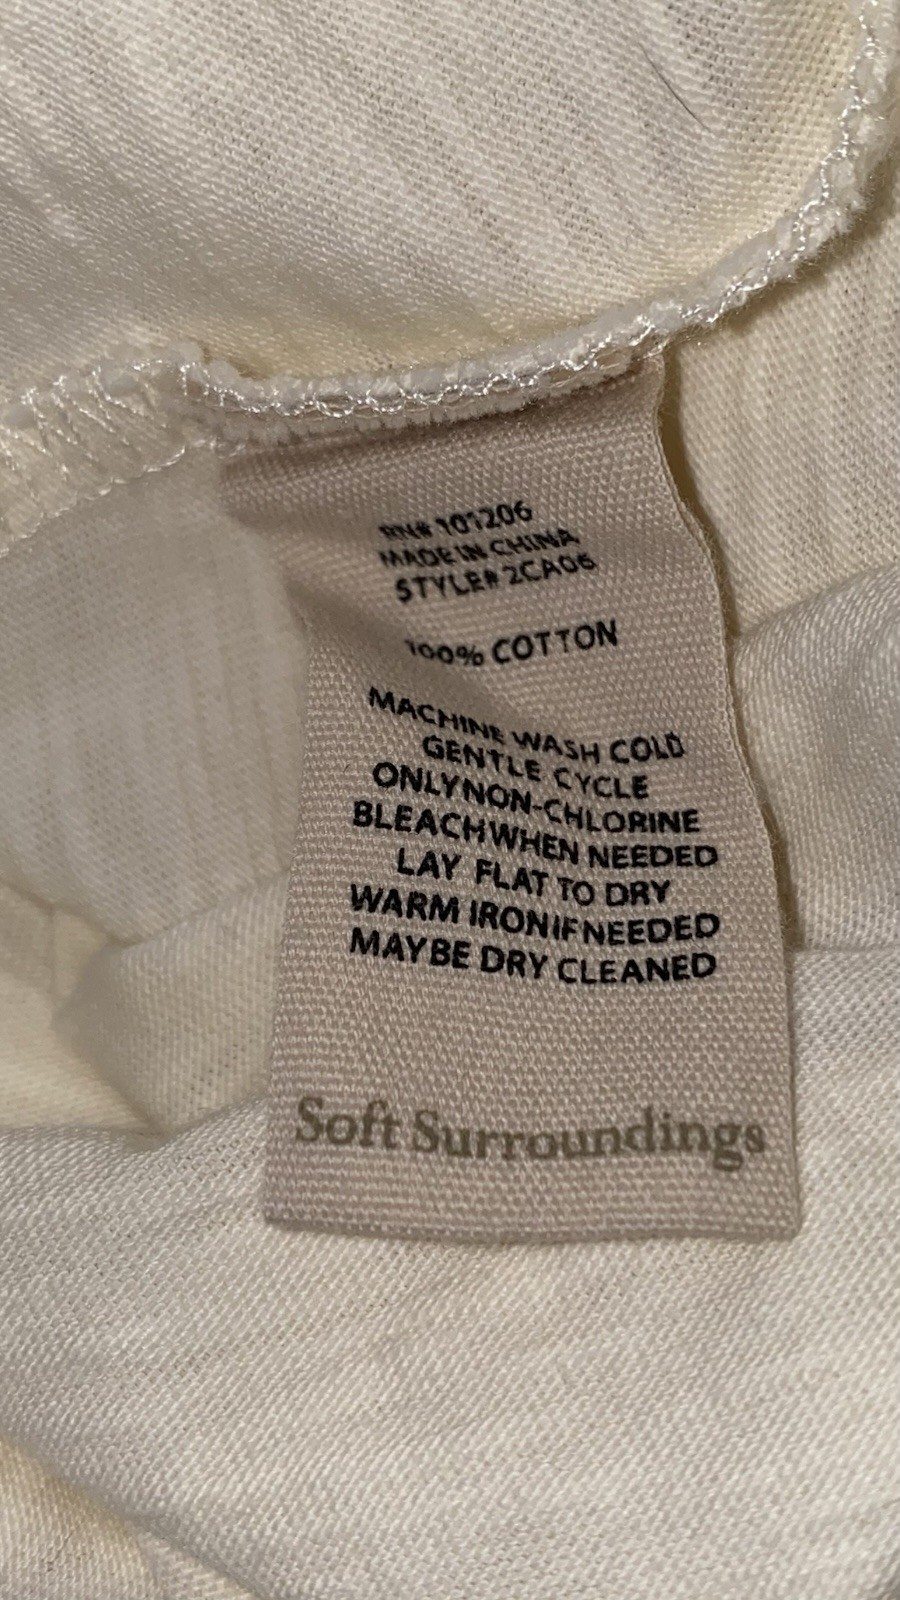 RN# 101206
MADE IN CHINA
STYLE# 2CA06
100% COTTON
MACHINE WASH COLD
GENTLE CYCLE
ONLYNON-CHLORINE
BLEACHWHEN NEEDED
LAY FLAT TO DRY
WARM IRONIFNEEDED
MAYBE DRY CLEANED
Soft Surroundings